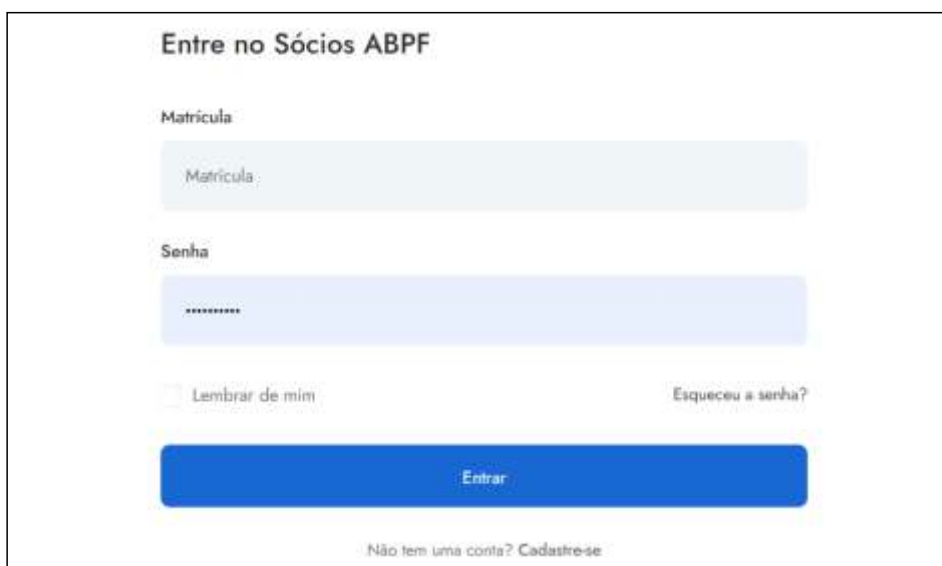 Entre no Sócios ABPF
Matrícula
Matrícula
Senha
••••••••••
Lembrar de mim
Esqueceu a senha?
Entrar
Não tem uma conta? Cadastre-se